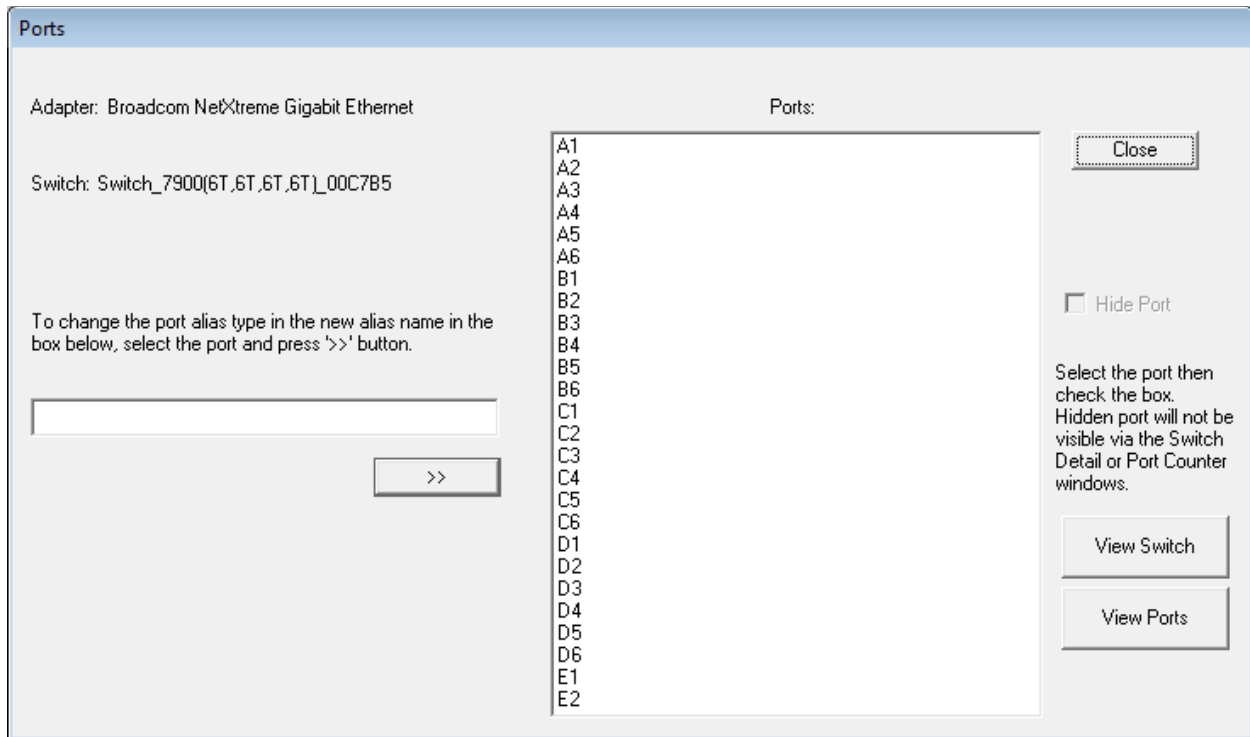 Ports
Adapter: Broadcom NetXtreme Gigabit Ethernet
Switch: Switch_7900(6T,6T,6T,6T)_00C7B5
To change the port alias type in the new alias name in the
box below, select the port and press '>>' button.
>>
Ports:
A1
A2
A3
A4
A5
A6
B1
B2
B3
B4
B5
B6
C1
C2
C3
C4
C5
C6
D1
D2
D3
D4
D5
D6
E1
E2
Close
Hide Port
Select the port then
check the box.
Hidden port will not be
visible via the Switch
Detail or Port Counter
windows.
View Switch
View Ports